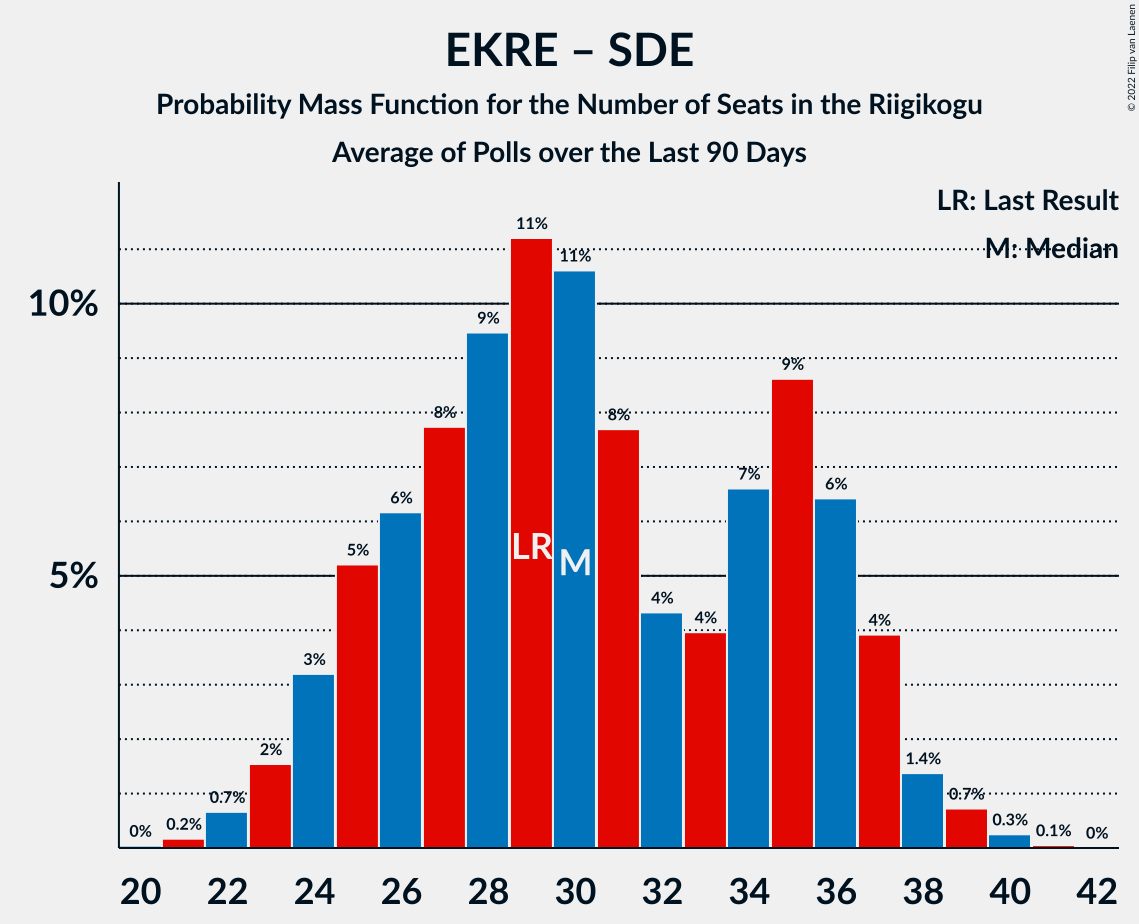 EKRE – SDE
Probability Mass Function for the Number of Seats in the Riigikogu
Average of Polls over the Last 90 Days
© 2022 Filip van Laenen
LR: Last Result
M: Median
10%
5%
0%
0.2%
0.7%
2%
3%
5%
6%
8%
9%
11%
11%
8%
4%
4%
7%
9%
6%
4%
1.4%
0.7%
0.3%
0.1%
0%
LR
M
20 22 24 26 28 30 32 34 36 38 40 42